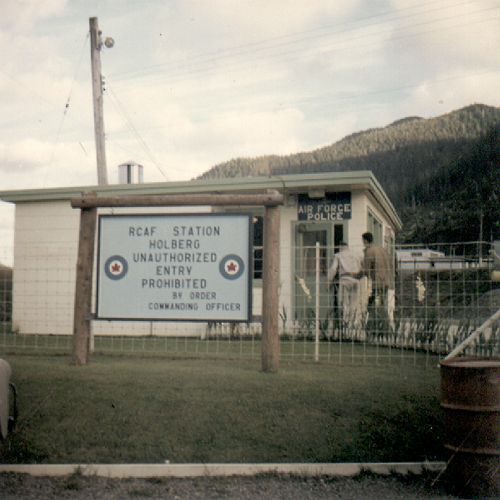 RCAF STATION
HOLBERG
UNAUTHORIZED
ENTRY
PROHIBITED
BY ORDER
COMMANDING OFFICER
AIR FORCE
POLICE